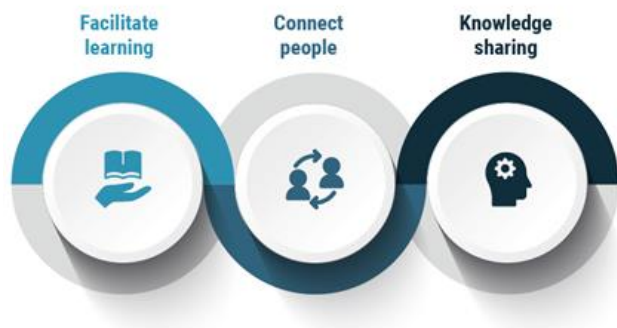 Facilitate
learning
Connect
people
Knowledge
sharing